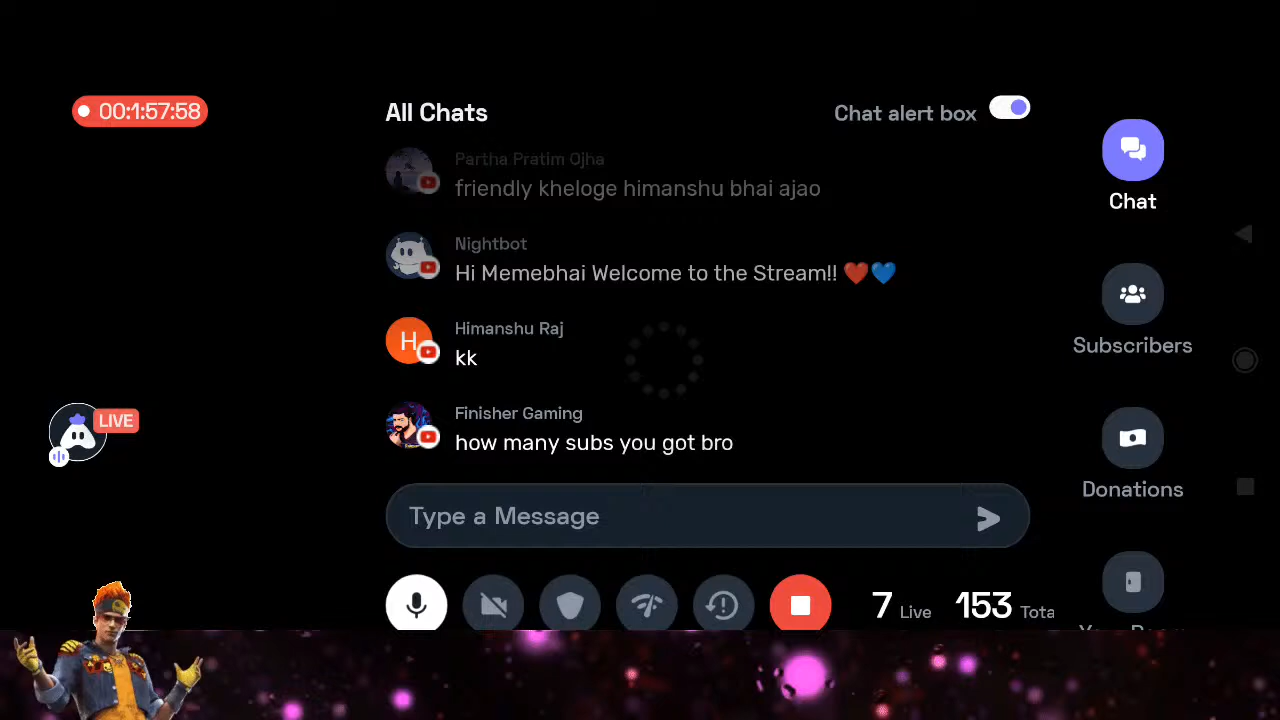 00:1:57:58
All Chats
Chat alert box
Partha Pratim Ojha
friendly kheloge himanshu bhai ajao
Nightbot
Hi Memebhai Welcome to the Stream!! ❤️💙
H
Himanshu Raj
kk
Finisher Gaming
how many subs you got bro
LIVE
Type a Message
7 Live 153 Tota
Chat
Subscribers
Donations